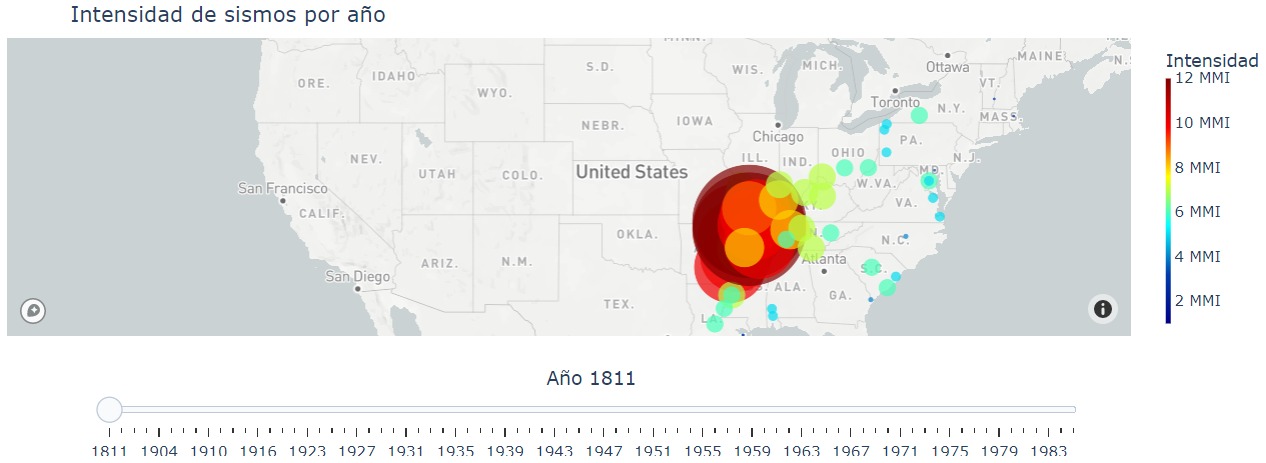 Intensidad de sismos por año
MINN.
ORE.
IDAHO
WYO.
S.D.
WIS.
MICH.
Ottawa
MAINE
VT.
Toronto
N.Y.
MASS.
NEBR.
IOWA
Chicago
PA.
NEV.
UTAH
COLO.
United States
ILL.
IND.
OHIO
N.J.
MD.
W.VA.
VA.
San Francisco
CALIF.
OKLA.
N.C.
ARIZ.
N.M.
Atlanta
S.C.
San Diego
TEX.
ALA.
GA.
LA.
Intensidad
12 MMI
10 MMI
8 MMI
6 MMI
4 MMI
2 MMI
Año 1811
1811 1904 1910 1916 1923 1927 1931 1935 1939 1943 1947 1951 1955 1959 1963 1967 1971 1975 1979 1983